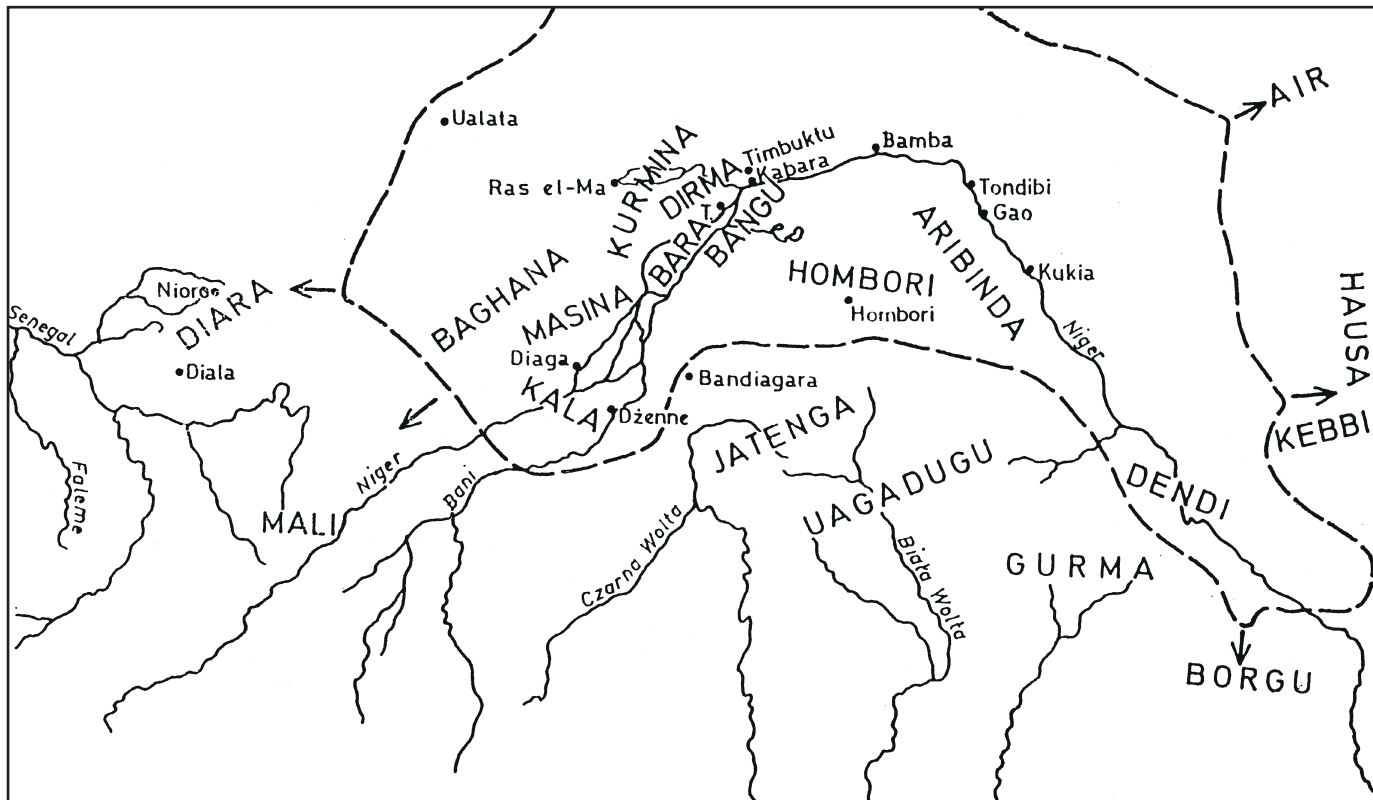 AIR
Ualata
KURMINA
Timbuktu
Bamba
Ras el-Ma
DIRMA
Kabara
Tondibi
T.
Gao
BARA
BANGU
ARIBINDA
BAGHANA
HOMBORI
Kukia
HAUSA
Nioro
DIARA
Senegal
MASINA
Hombori
Niger
Diaga
Diala
Bandiagara
KALA
Dżenne
JATENGA
KEBBI
Faleme
Niger
Bani
UAGADUGU
DENDI
MALI
Czarna Wolta
Biała Wolta
GURMA
BORGU